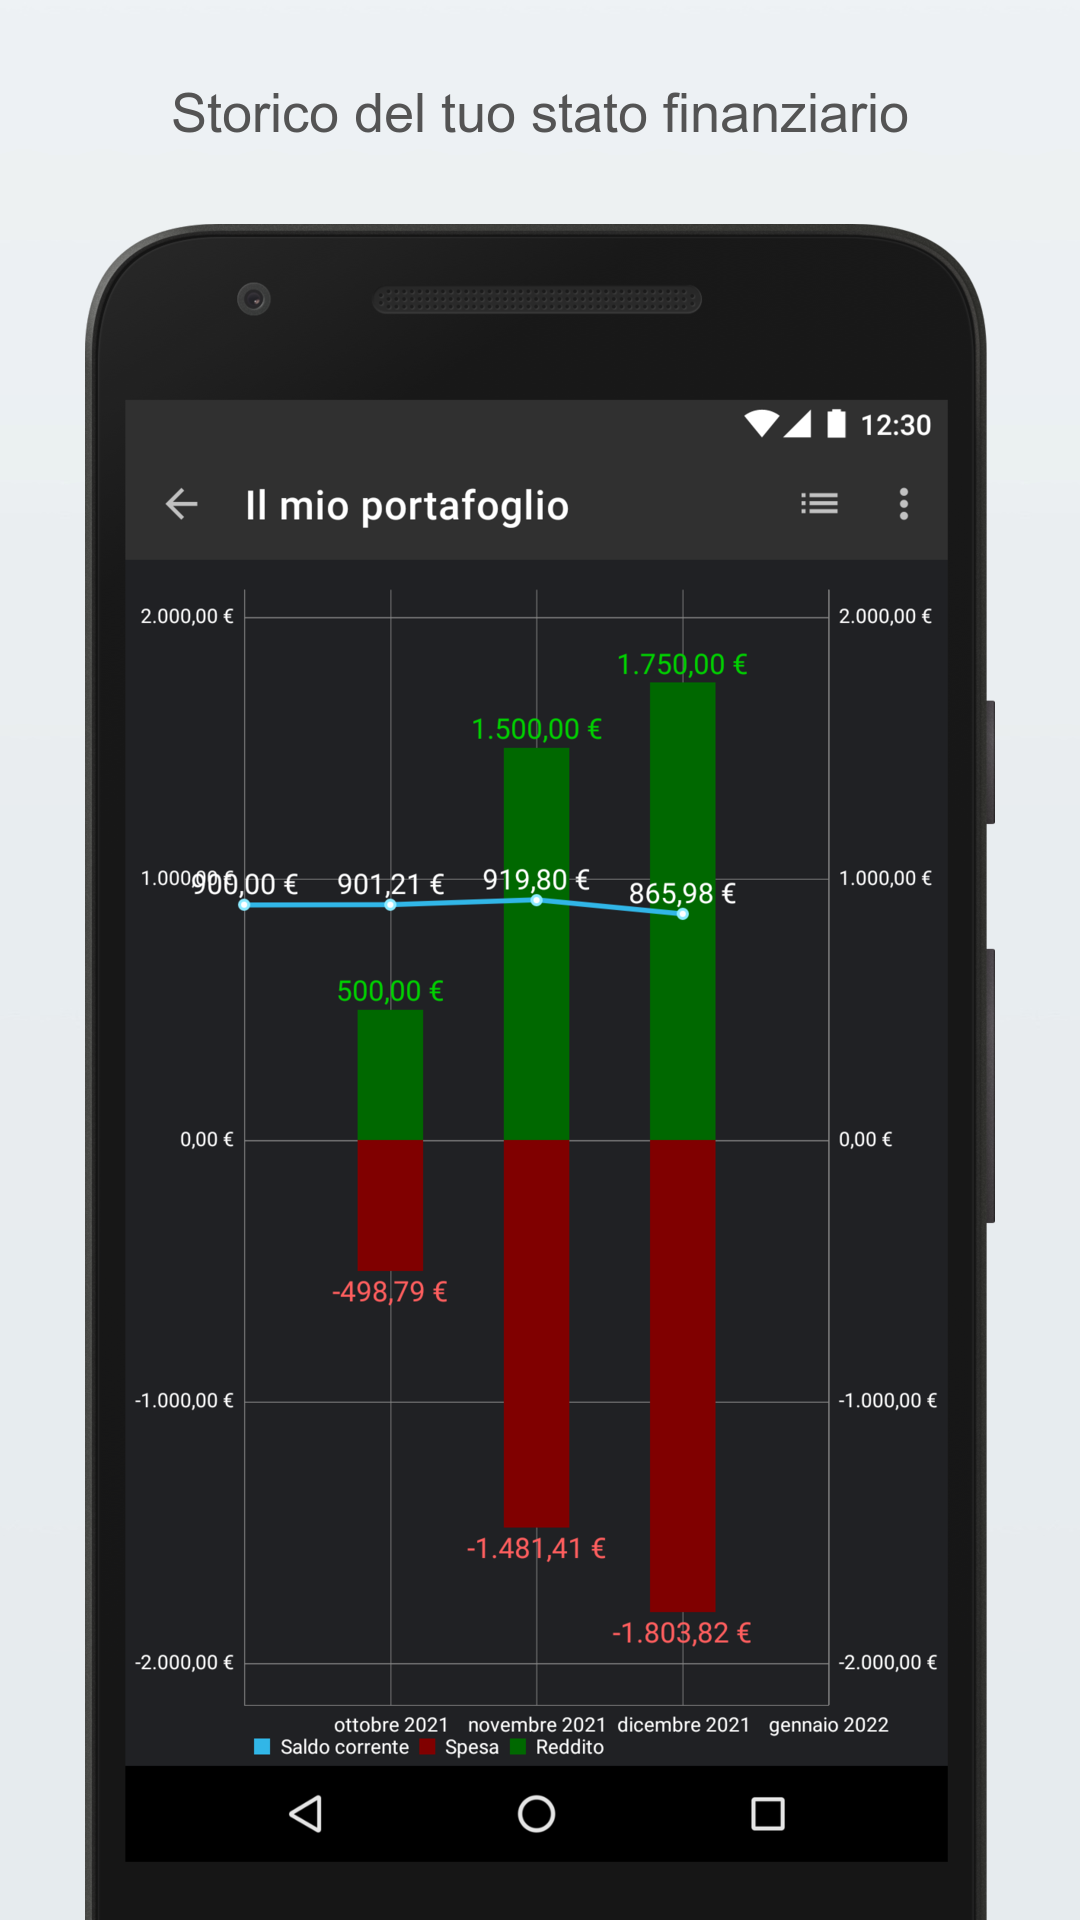 Storico del tuo stato finanziario
12:30
Il mio portafoglio
2.000,00 € 2.000,00 €
1.750,00 €
1.500,00 €
1.000,00 € 900,00 € 901,21 € 919,80 € 865,98 € 1.000,00 €
500,00 €
0,00 € 0,00 €
-498,79 €
-1.000,00 € -1.000,00 €
-1.481,41 €
-1.803,82 €
-2.000,00 € -2.000,00 €
ottobre 2021 novembre 2021 dicembre 2021 gennaio 2022
Saldo corrente Spesa Reddito